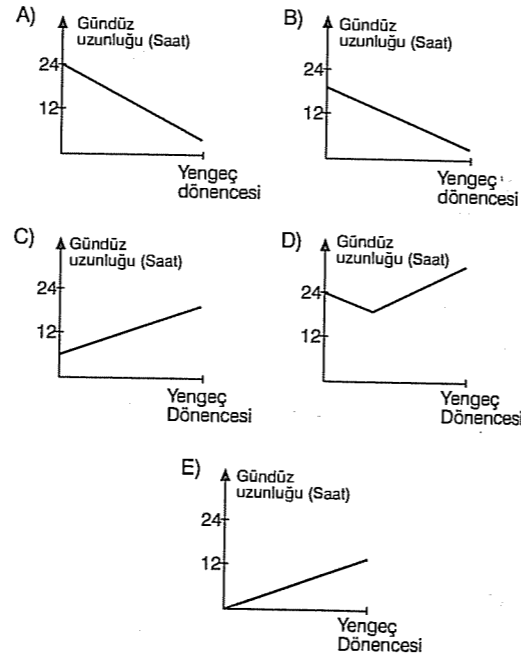 A)
Gündüz
uzunluğu (Saat)
24
12
Yengeç
dönencesi
B)
Gündüz
uzunluğu (Saat)
24
12
Yengeç
dönencesi
C)
Gündüz
uzunluğu (Saat)
24
12
Yengeç
Dönencesi
D)
Gündüz
uzunluğu (Saat)
24
12
Yengeç
Dönencesi
E)
Gündüz
uzunluğu (Saat)
24
12
Yengeç
Dönencesi